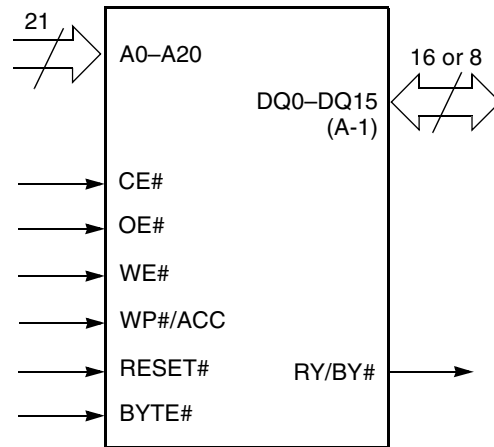 21
A0–A20
16 or 8
DQ0–DQ15
(A-1)
CE#
OE#
WE#
WP#/ACC
RESET#
RY/BY#
BYTE#